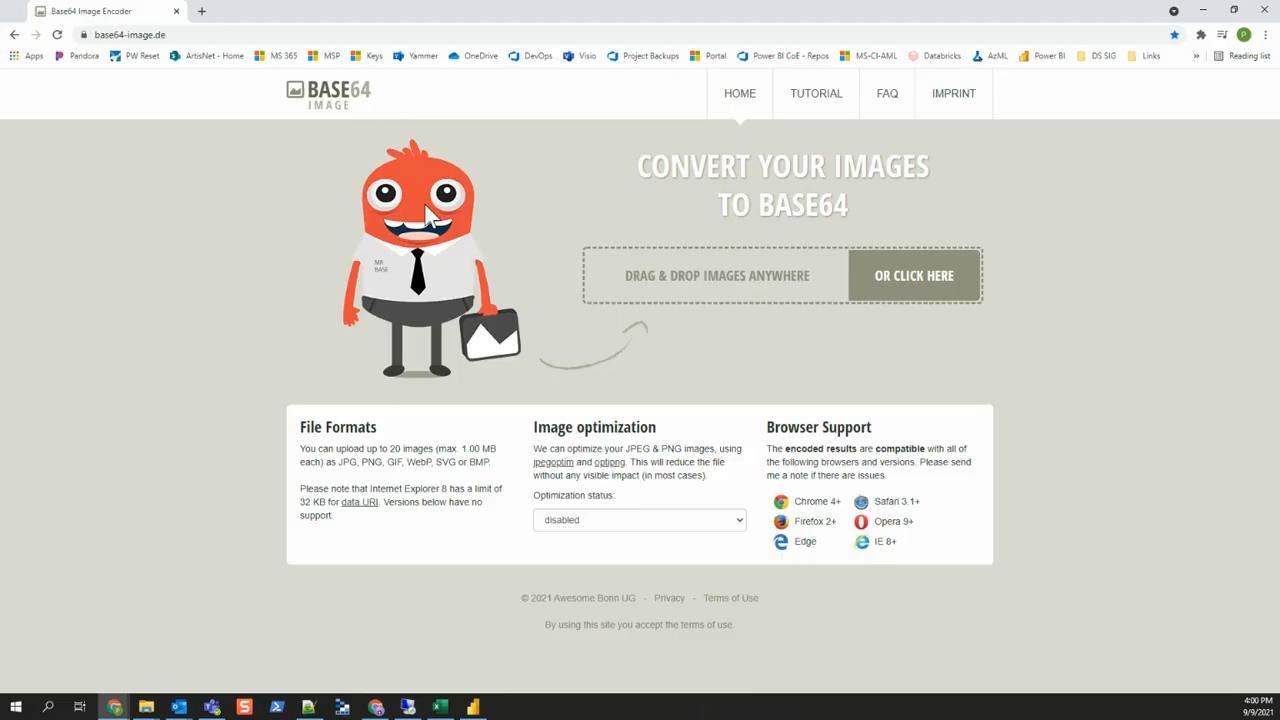 Base64 Image Encoder
base64-image.de
Apps Pandora PW Reset ArtisNet - Home MS 365 MSP Keys Yammer OneDrive DevOps Visio Project Backups Portal Power BI CoE - Repos MS-CI-AML Databricks AzML Power BI DS SIG Links » Reading list
BASE64
IMAGE
HOME TUTORIAL FAQ IMPRINT
CONVERT YOUR IMAGES
TO BASE64
MR.
BASE
DRAG & DROP IMAGES ANYWHERE OR CLICK HERE
File Formats
You can upload up to 20 images (max. 1.00 MB
each) as JPG, PNG, GIF, WebP, SVG or BMP.
Please note that Internet Explorer 8 has a limit of
32 KB for data URI. Versions below have no
support.
Image optimization
We can optimize your JPEG & PNG images, using
jpegoptim and optipng. This will reduce the file
without any visible impact (in most cases).
Optimization status:
disabled
Browser Support
The encoded results are compatible with all of
the following browsers and versions. Please send
me a note if there are issues.
Chrome 4+ Safari 3.1+
Firefox 2+ Opera 9+
Edge IE 8+
© 2021 Awesome Bonn UG - Privacy - Terms of Use
By using this site you accept the terms of use.
4:00 PM
9/9/2021